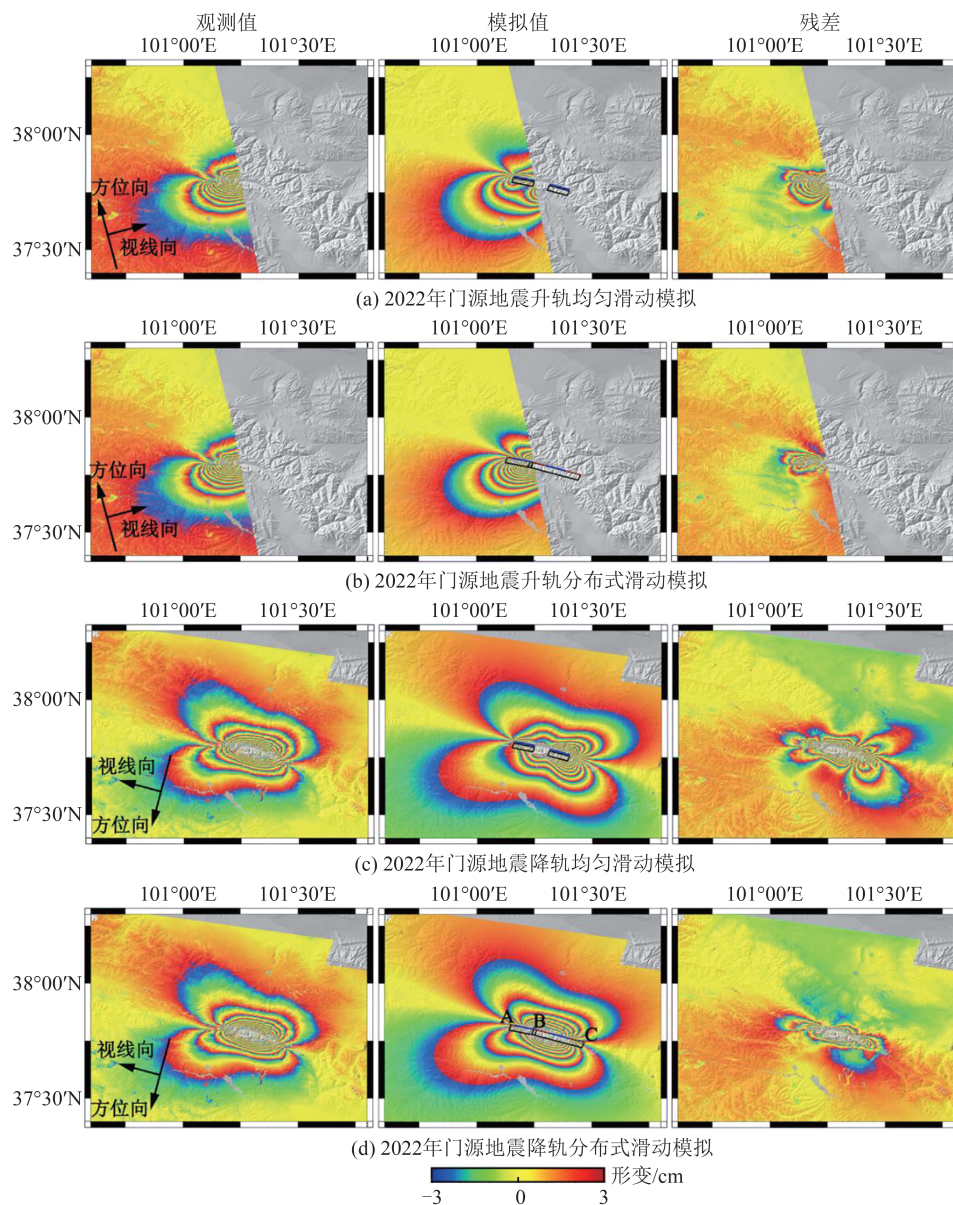 观测值 模拟值 残差
101°00′E 101°30′E 101°00′E 101°30′E 101°00′E 101°30′E
38°00′N
方位向
视线向
37°30′N
(a) 2022年门源地震升轨均匀滑动模拟
101°00′E 101°30′E 101°00′E 101°30′E 101°00′E 101°30′E
38°00′N
方位向
视线向
37°30′N
(b) 2022年门源地震升轨分布式滑动模拟
101°00′E 101°30′E 101°00′E 101°30′E 101°00′E 101°30′E
38°00′N
视线向
37°30′N
方位向
(c) 2022年门源地震降轨均匀滑动模拟
101°00′E 101°30′E 101°00′E 101°30′E 101°00′E 101°30′E
38°00′N
A B C
视线向
37°30′N
方位向
(d) 2022年门源地震降轨分布式滑动模拟
形变/cm
−3 0 3